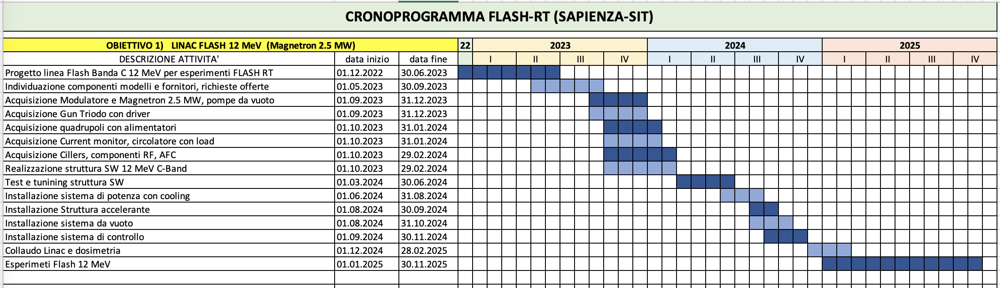 CRONOPROGRAMMA FLASH-RT (SAPIENZA-SIT)
OBIETTIVO 1) LINAC FLASH 12 MeV (Magnetron 2.5 MW) 22 2023 2024 2025
DESCRIZIONE ATTIVITA' data inizio data fine I II III IV I II III IV I II III IV
Progetto linea Flash Banda C 12 MeV per esperimenti FLASH RT 01.12.2022 30.06.2023
Individuazione componenti modelli e fornitori, richieste offerte 01.05.2023 30.09.2023
Acquisizione Modulatore e Magnetron 2.5 MW, pompe da vuoto 01.09.2023 31.12.2023
Acquisizione Gun Triodo con driver 01.09.2023 31.12.2023
Acquisizione quadrupoli con alimentatori 01.10.2023 31.01.2024
Acquisizione Current monitor, circolatore con load 01.10.2023 31.01.2024
Acquisizione Cillers, componenti RF, AFC 01.10.2023 29.02.2024
Realizzazione struttura SW 12 MeV C-Band 01.10.2023 29.02.2024
Test e tunining struttura SW 01.03.2024 30.06.2024
Installazione sistema di potenza con cooling 01.06.2024 31.08.2024
Installazione Struttura accelerante 01.08.2024 30.09.2024
Installazione sistema da vuoto 01.08.2024 31.10.2024
Installazione sistema di controllo 01.09.2024 30.11.2024
Collaudo Linac e dosimetria 01.12.2024 28.02.2025
Esperimeti Flash 12 MeV 01.01.2025 30.11.2025